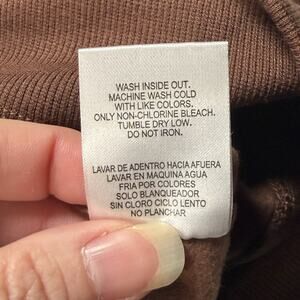 WASH INSIDE OUT.
MACHINE WASH COLD
WITH LIKE COLORS.
ONLY NON-CHLORINE BLEACH.
TUMBLE DRY LOW.
DO NOT IRON.
LAVAR DE ADENTRO HACIA AFUERA
LAVAR EN MAQUINA AGUA
FRIA POR COLORES
SOLO BLANQUEADOR
SIN CLORO CICLO LENTO
NO PLANCHAR